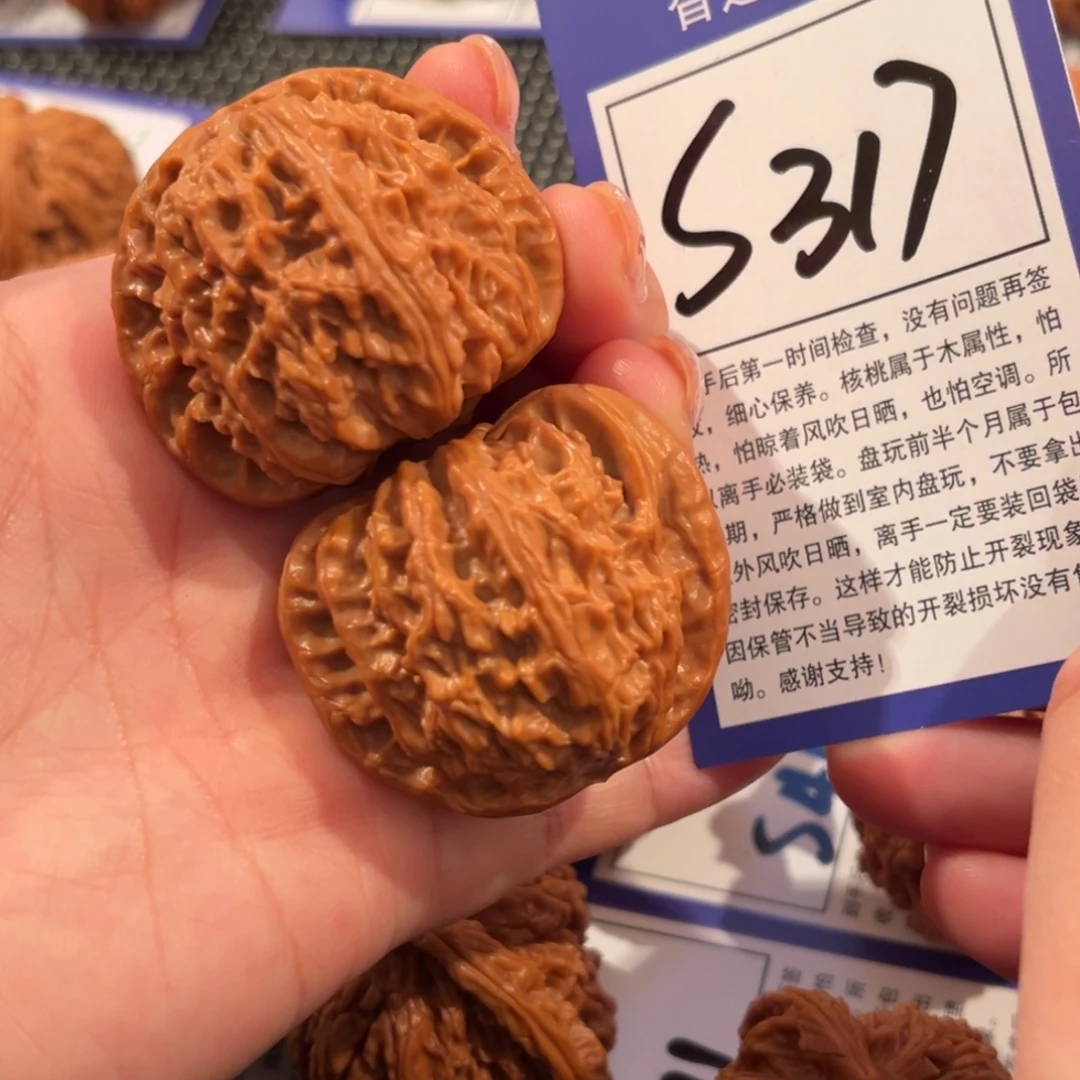 S317
后第一时间检查，没有问题再签
，细心保养。核桃属于木属性，怕
热，怕晾着风吹日晒，也怕空调。所
离手必装袋。盘玩前半个月属于包
期，严格做到室内盘玩，不要拿出
外风吹日晒，离手一定要装回袋
密封保存。这样才能防止开裂现象
因保管不当导致的开裂损坏没有售
呦。感谢支持！